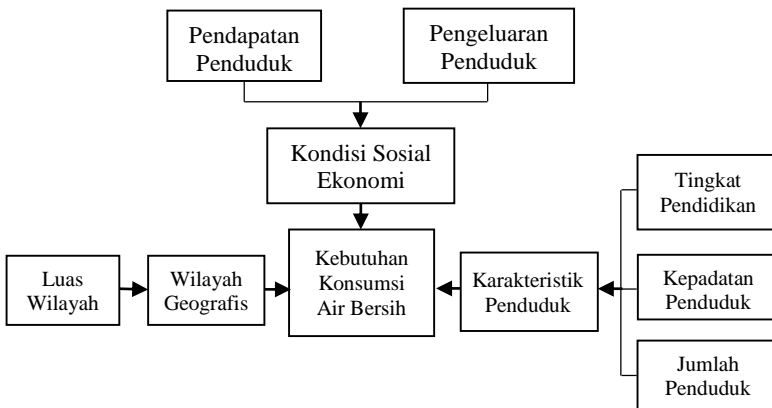 Pendapatan
Penduduk
Pengeluaran
Penduduk
Kondisi Sosial
Ekonomi
Tingkat
Pendidikan
Luas
Wilayah
Wilayah
Geografis
Kebutuhan
Konsumsi
Air Bersih
Karakteristik
Penduduk
Kepadatan
Penduduk
Jumlah
Penduduk